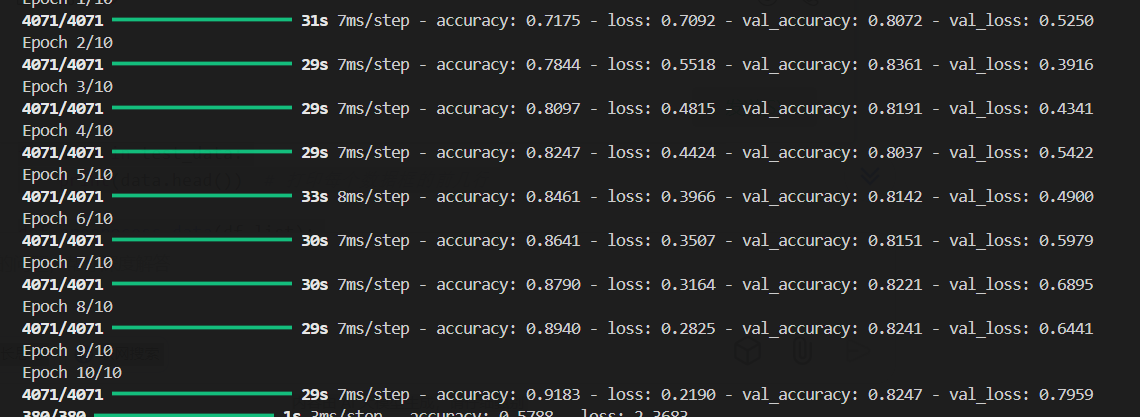 Epoch 1/10
4071/4071 31s 7ms/step - accuracy: 0.7175 - loss: 0.7092 - val_accuracy: 0.8072 - val_loss: 0.5250
Epoch 2/10
4071/4071 29s 7ms/step - accuracy: 0.7844 - loss: 0.5518 - val_accuracy: 0.8361 - val_loss: 0.3916
Epoch 3/10
4071/4071 29s 7ms/step - accuracy: 0.8097 - loss: 0.4815 - val_accuracy: 0.8191 - val_loss: 0.4341
Epoch 4/10
4071/4071 29s 7ms/step - accuracy: 0.8247 - loss: 0.4424 - val_accuracy: 0.8037 - val_loss: 0.5422
Epoch 5/10
4071/4071 33s 8ms/step - accuracy: 0.8461 - loss: 0.3966 - val_accuracy: 0.8142 - val_loss: 0.4900
Epoch 6/10
4071/4071 30s 7ms/step - accuracy: 0.8641 - loss: 0.3507 - val_accuracy: 0.8151 - val_loss: 0.5979
Epoch 7/10
4071/4071 30s 7ms/step - accuracy: 0.8790 - loss: 0.3164 - val_accuracy: 0.8221 - val_loss: 0.6895
Epoch 8/10
4071/4071 29s 7ms/step - accuracy: 0.8940 - loss: 0.2825 - val_accuracy: 0.8241 - val_loss: 0.6441
Epoch 9/10
Epoch 10/10
4071/4071 29s 7ms/step - accuracy: 0.9183 - loss: 0.2190 - val_accuracy: 0.8247 - val_loss: 0.7959
380/380 1s 3ms/step - accuracy: 0.5788 - loss: 2.3683